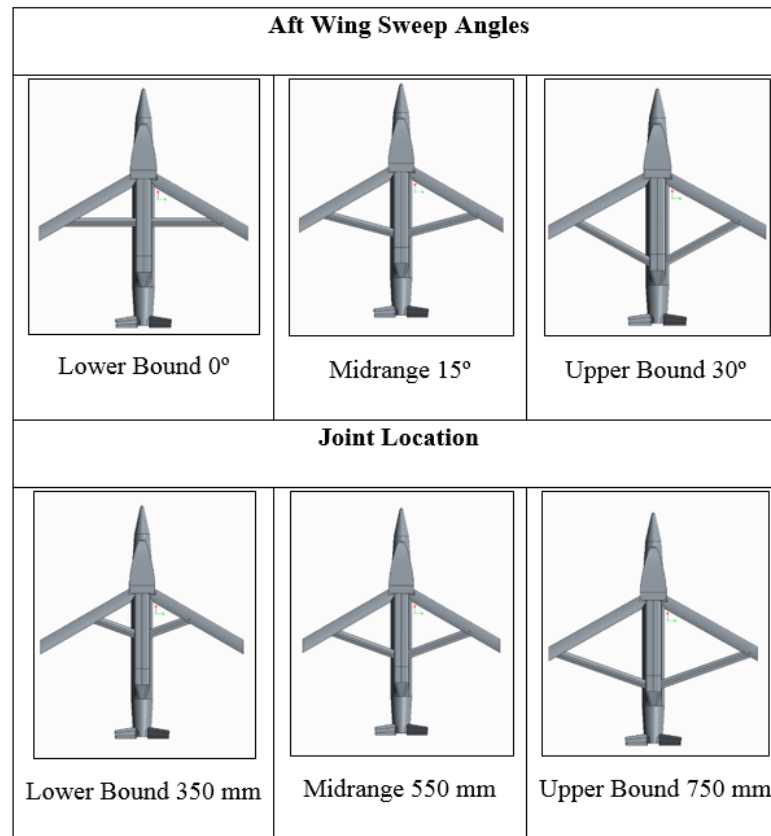 Aft Wing Sweep Angles
Lower Bound 0º
Midrange 15º
Upper Bound 30º
Joint Location
Lower Bound 350 mm
Midrange 550 mm
Upper Bound 750 mm